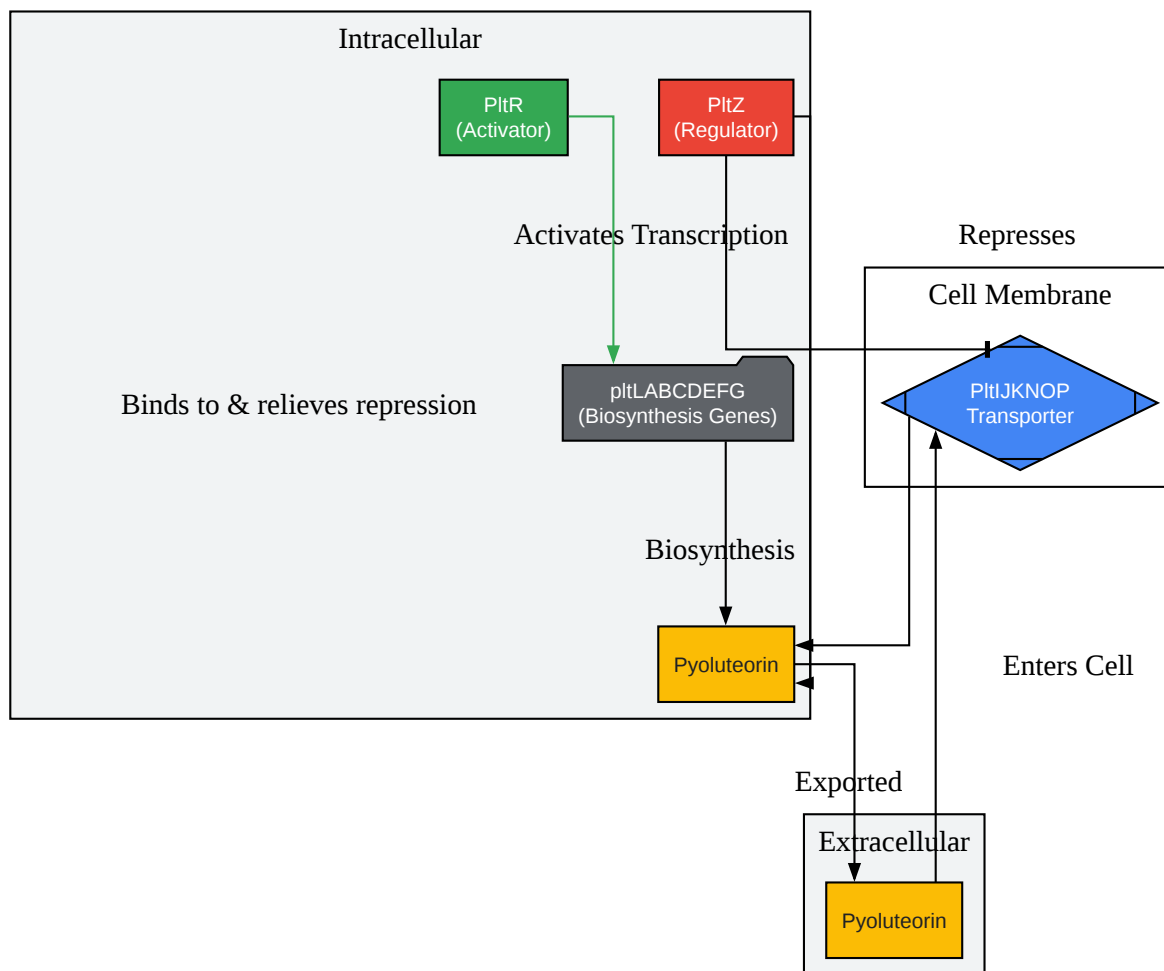 Intracellular
PltR
(Activator)
PltZ
(Regulator)
Activates Transcription
Represses
Cell Membrane
PltIJKNOP
Transporter
pltLABCDEFG
(Biosynthesis Genes)
Binds to & relieves repression
Biosynthesis
Pyoluteorin
Enters Cell
Exported
Extracellular
Pyoluteorin